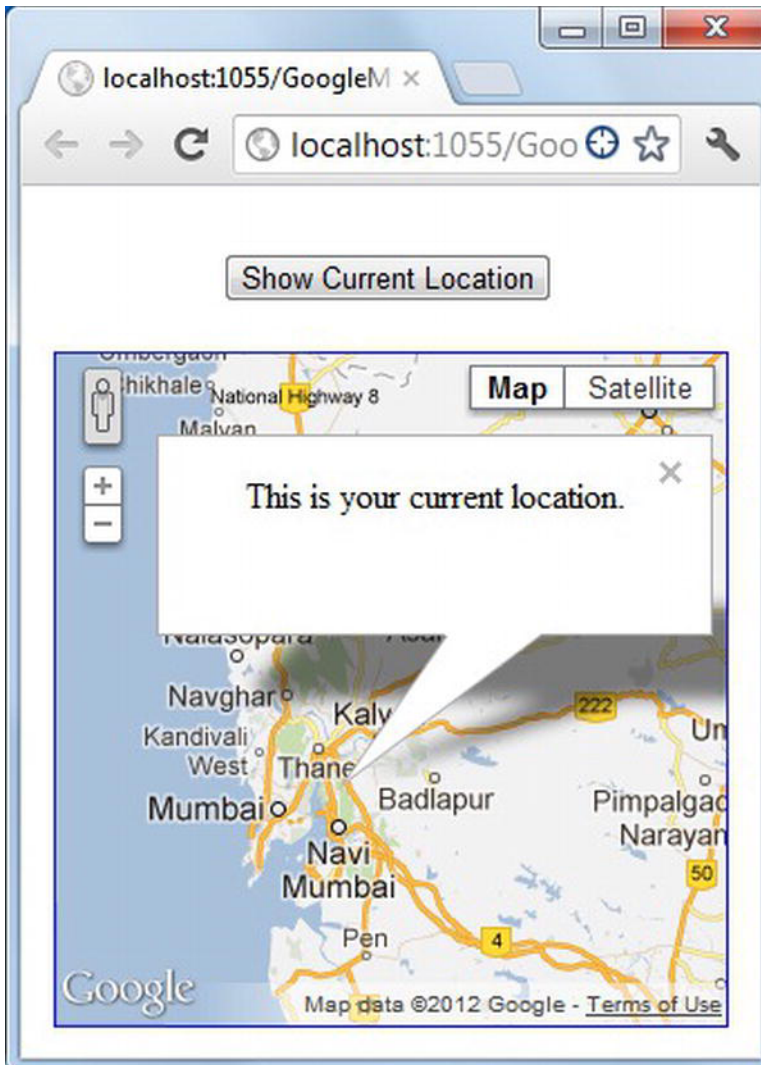 localhost:1055/GoogleM
localhost:1055/Goo
Show Current Location
Chikhale
National Highway 8
Malvan
Map
Satellite
This is your current location.
Nalasopara
Navghar
Kandivali
West
Thane
Mumbai
Badlapur
Navi
Mumbai
Pen
222
Pimpalgac
Narayan
50
4
Google
Map data ©2012 Google - Terms of Use